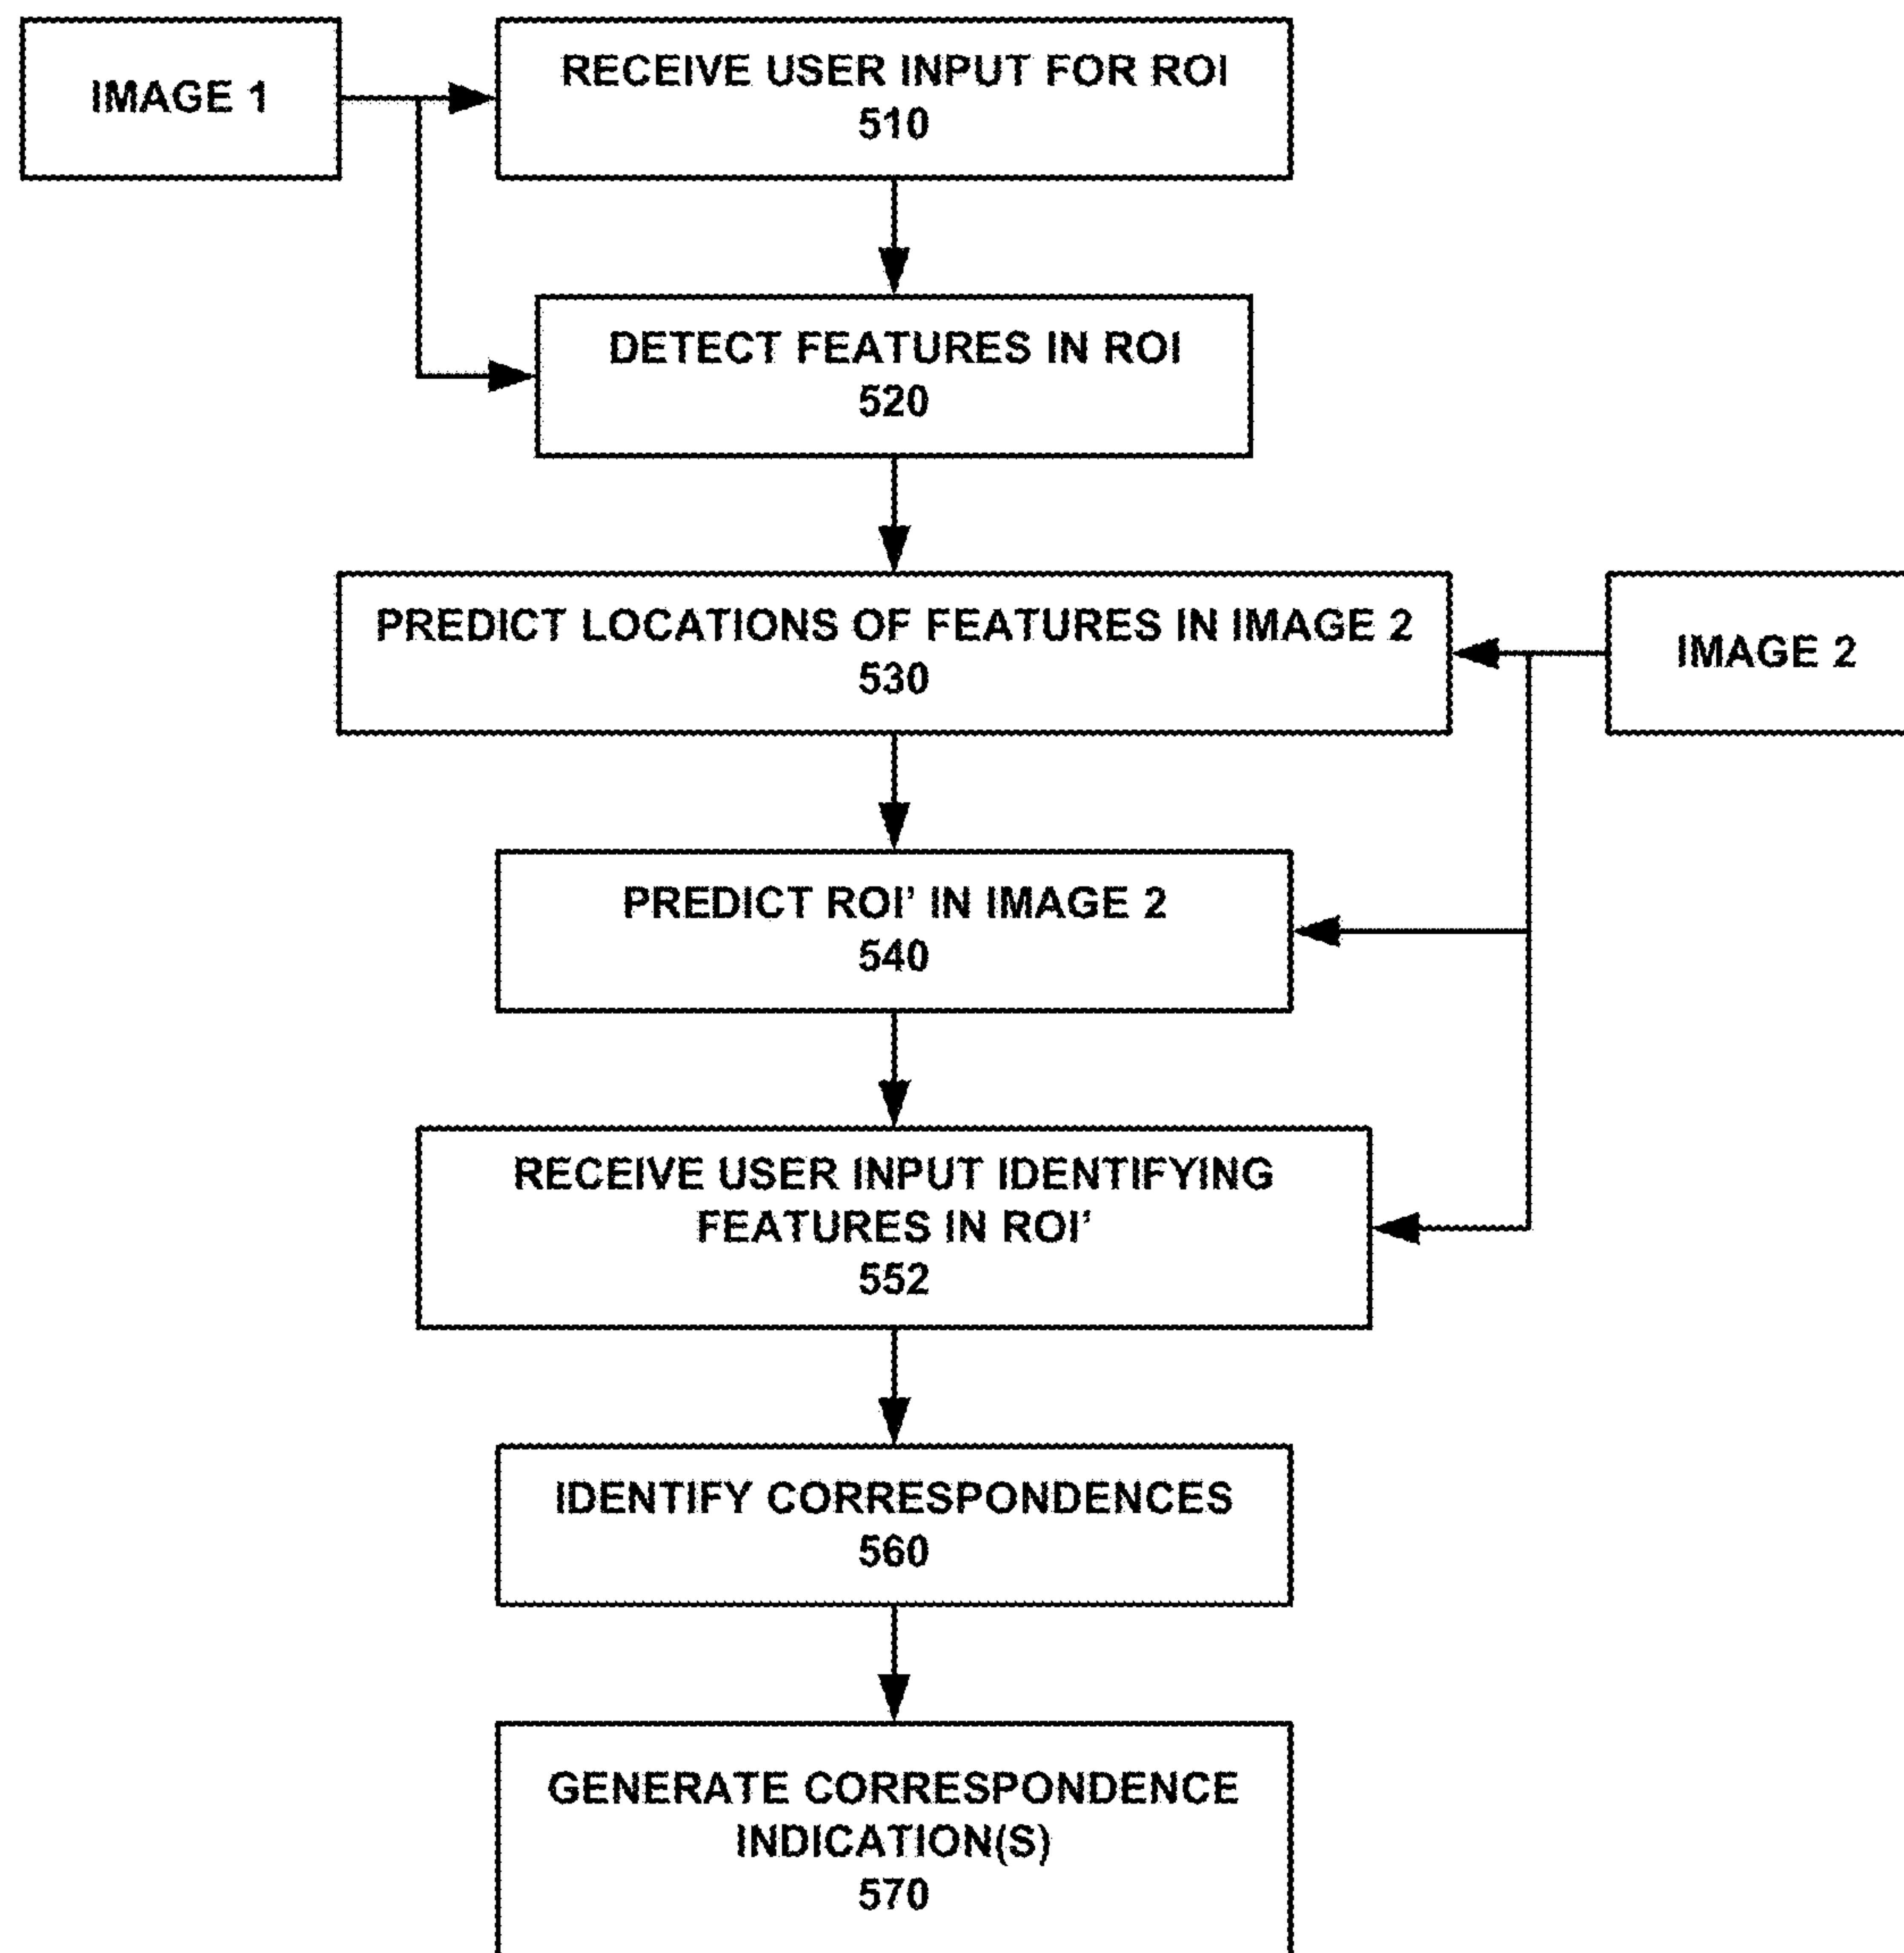 IMAGE 1
RECEIVE USER INPUT FOR ROI
510
DETECT FEATURES IN ROI
520
PREDICT LOCATIONS OF FEATURES IN IMAGE 2
530
IMAGE 2
PREDICT ROI’ IN IMAGE 2
540
RECEIVE USER INPUT IDENTIFYING
FEATURES IN ROI’
552
IDENTIFY CORRESPONDENCES
560
GENERATE CORRESPONDENCE
INDICATION(S)
570